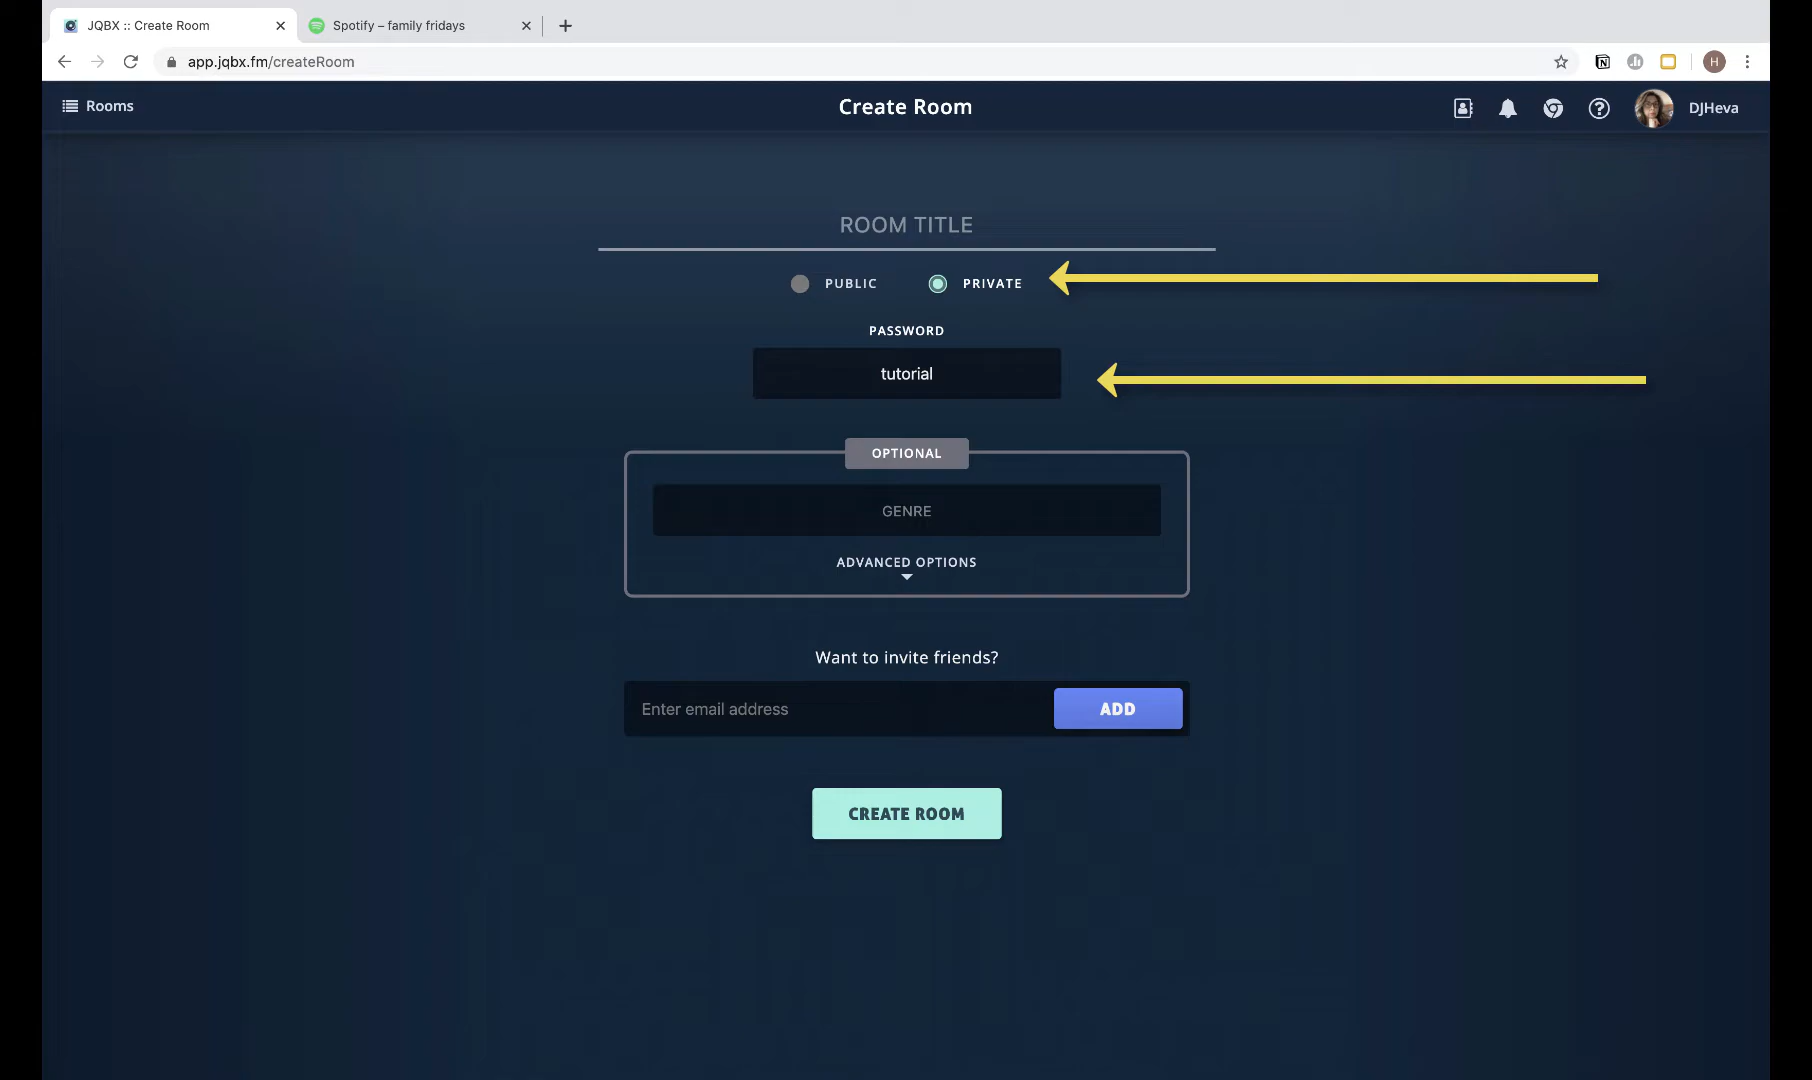 JQBX :: Create Room
Spotify – family fridays
app.jqbx.fm/createRoom
H
Rooms
Create Room
DJHeva
ROOM TITLE
PUBLIC
PRIVATE
PASSWORD
tutorial
OPTIONAL
GENRE
ADVANCED OPTIONS
Want to invite friends?
Enter email address
ADD
CREATE ROOM